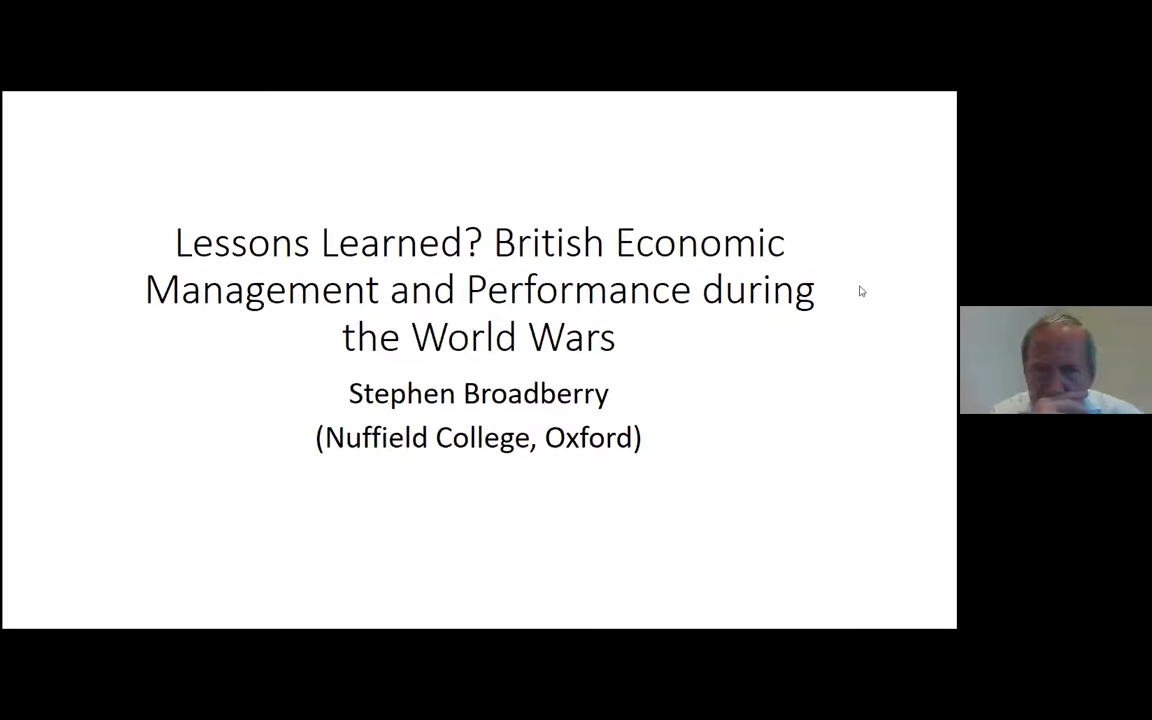 Lessons Learned? British Economic
Management and Performance during
the World Wars
Stephen Broadberry
(Nuffield College, Oxford)